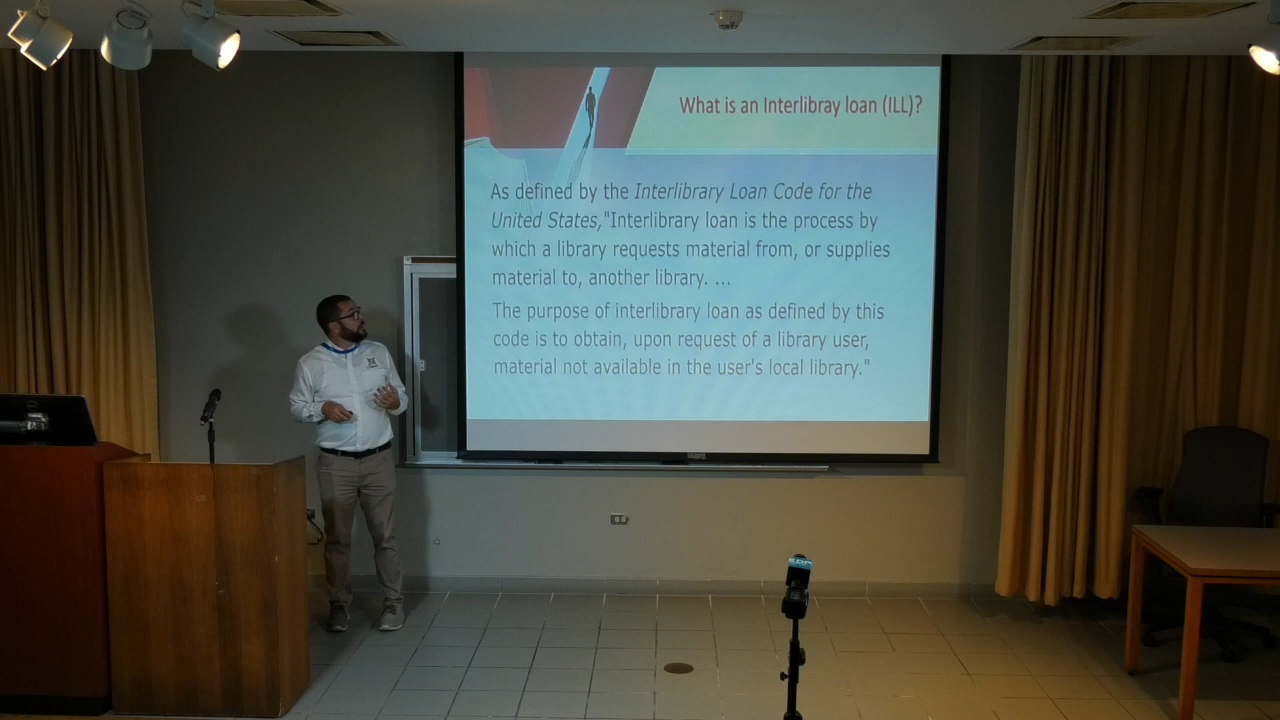 What is an Interlibray loan (ILL)?
As defined by the Interlibrary Loan Code for the
United States,"Interlibrary loan is the process by
which a library requests material from, or supplies
material to, another library. ...
The purpose of interlibrary loan as defined by this
code is to obtain, upon request of a library user,
material not available in the user's local library."